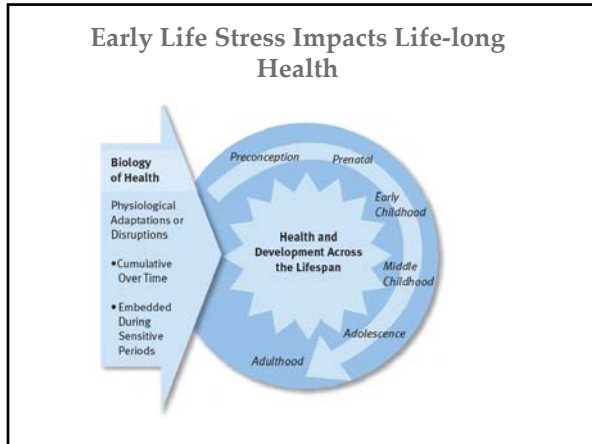 Early Life Stress Impacts Life-long
Health
Biology
of Health
Physiological
Adaptations or
Disruptions
•Cumulative
Over Time
• Embedded
During
Sensitive
Periods
Preconception
Prenatal
Early
Childhood
Middle
Childhood
Adolescence
Adulthood
Health and
Development Across
the Lifespan